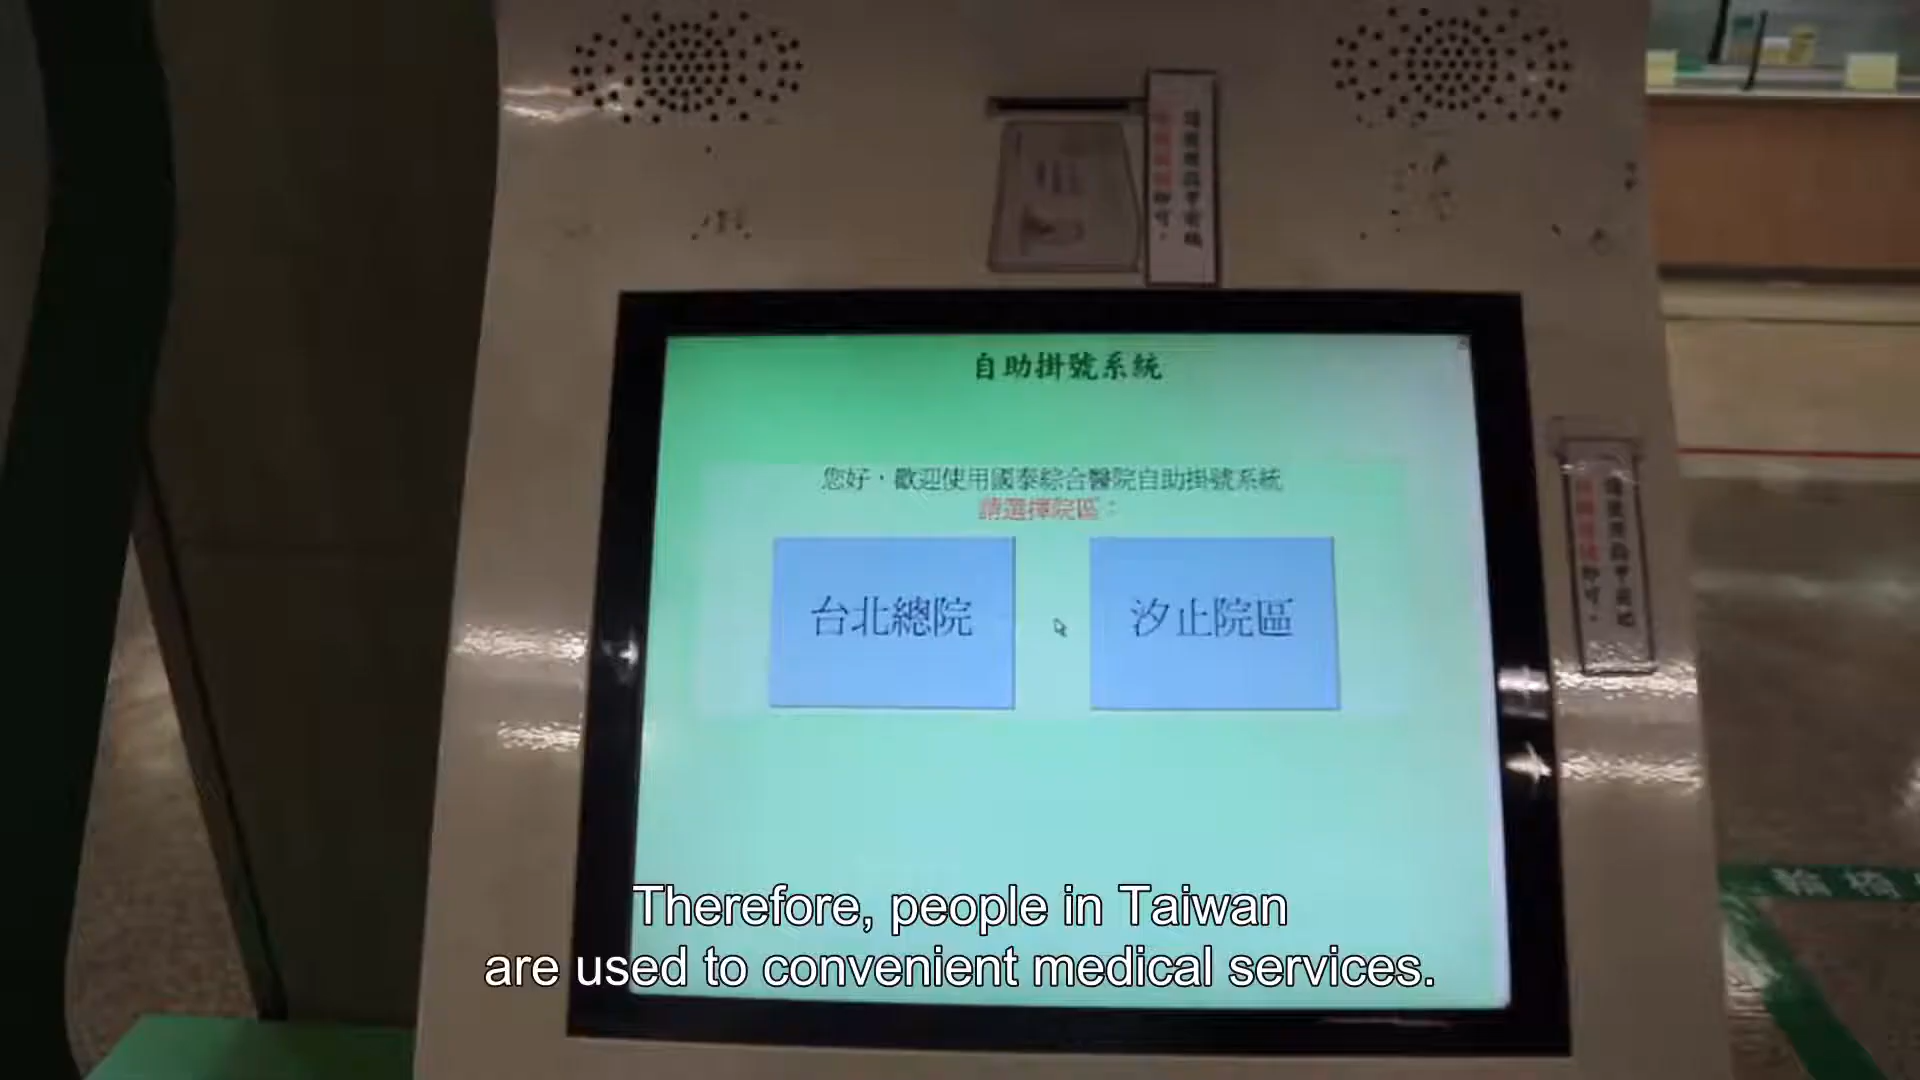 自助掛號系統
您好，歡迎使用國泰綜合醫院自助掛號系統
請選擇院區：
台北總院
汐止院區
Therefore, people in Taiwan
are used to convenient medical services.